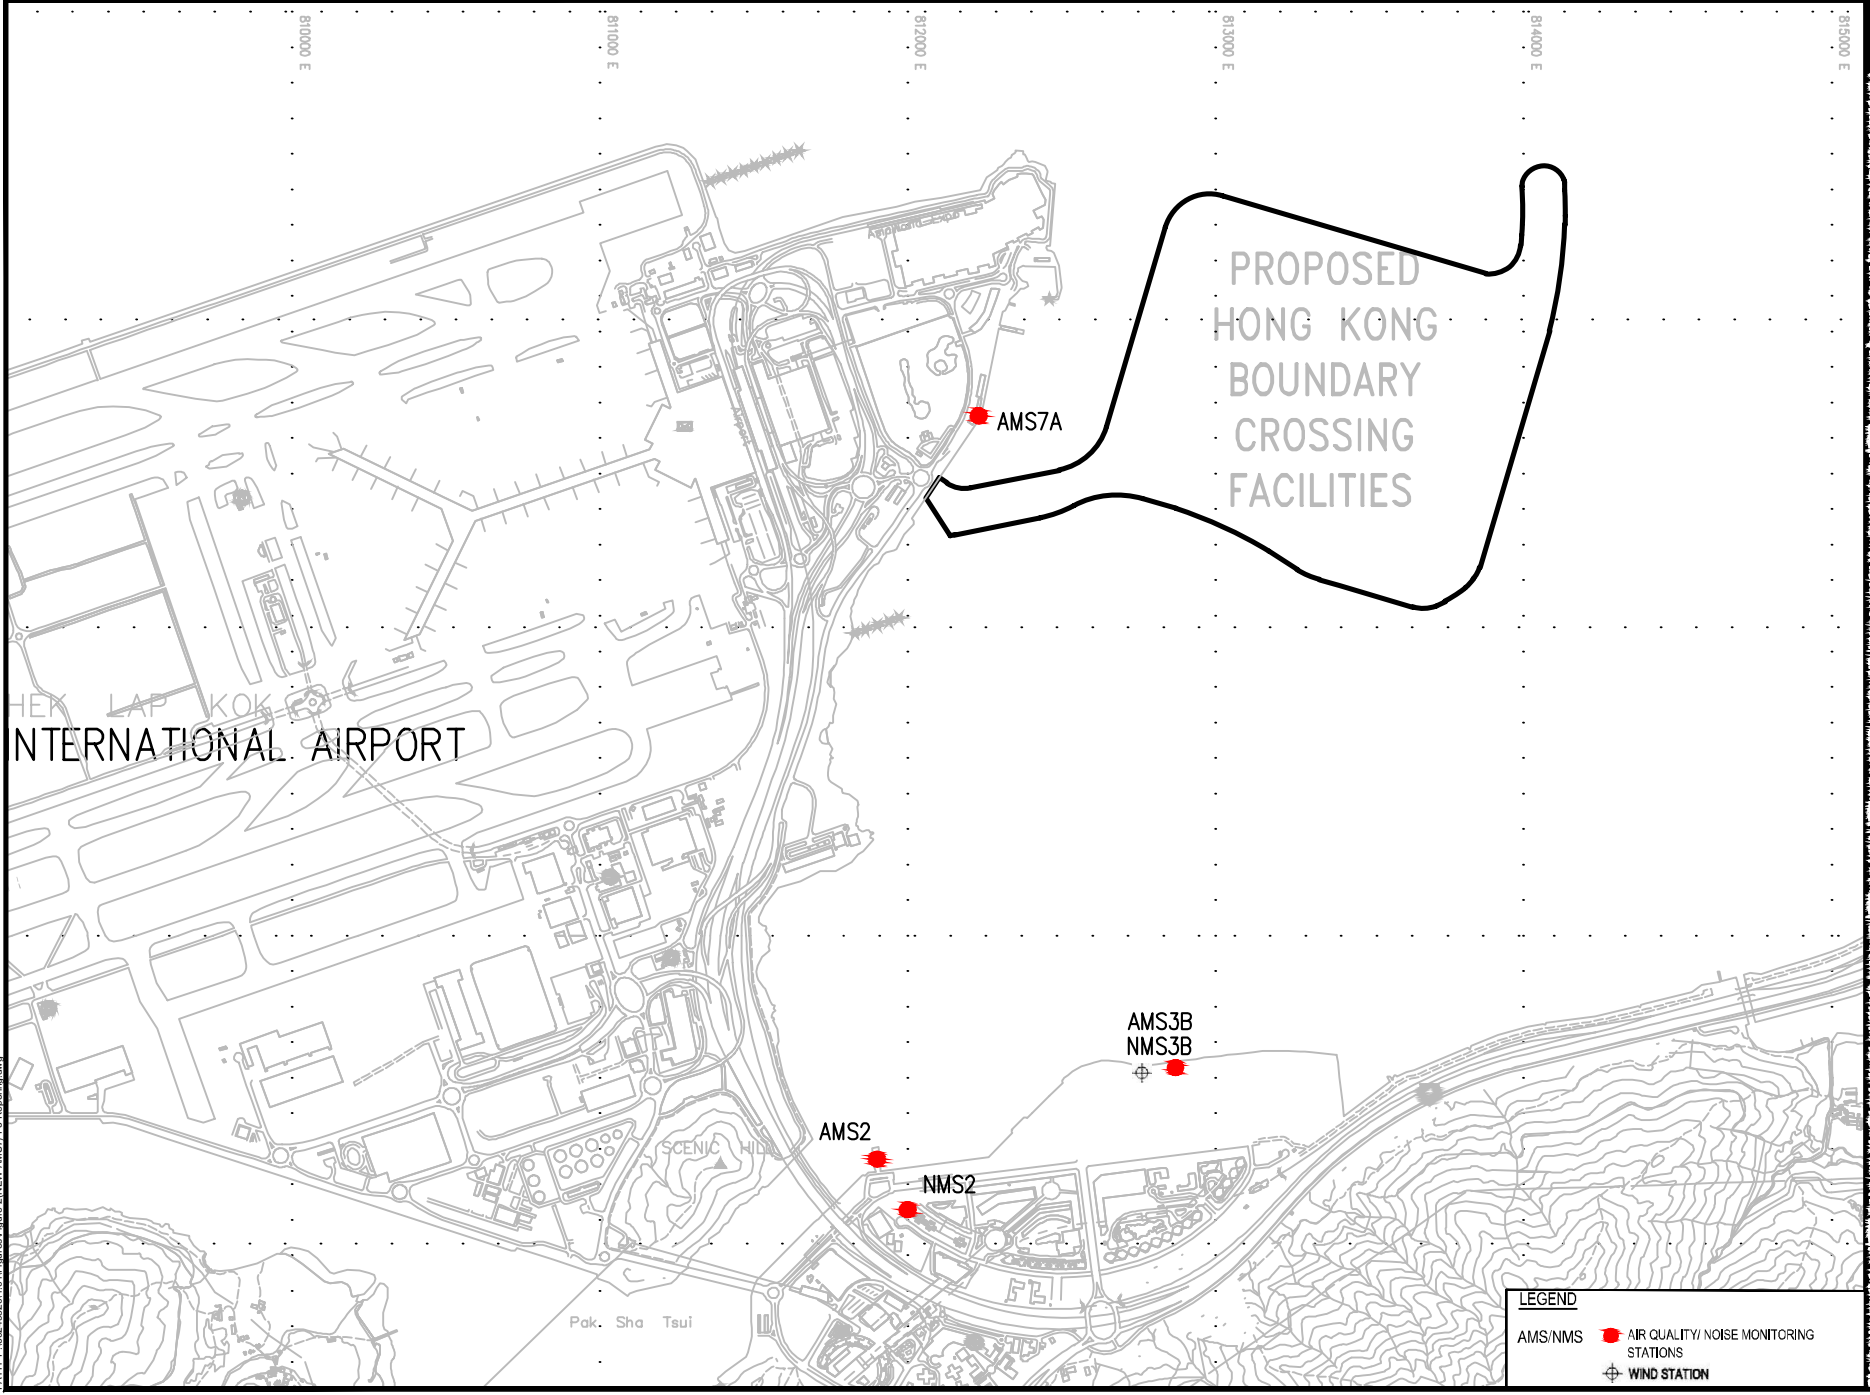 810000 E
811000 E
812000 E
813000 E
814000 E
815000 E
PROPOSED
HONG KONG
BOUNDARY
CROSSING
FACILITIES
AMS7A
Airport
HEK LAP KOK
INTERNATIONAL AIRPORT
AMS3B
NMS3B
AMS2
SCENIC HILL
NMS2
Pak Sha Tsui
LEGEND
AMS/NMS
AIR QUALITY/ NOISE MONITORING
STATIONS
WIND STATION